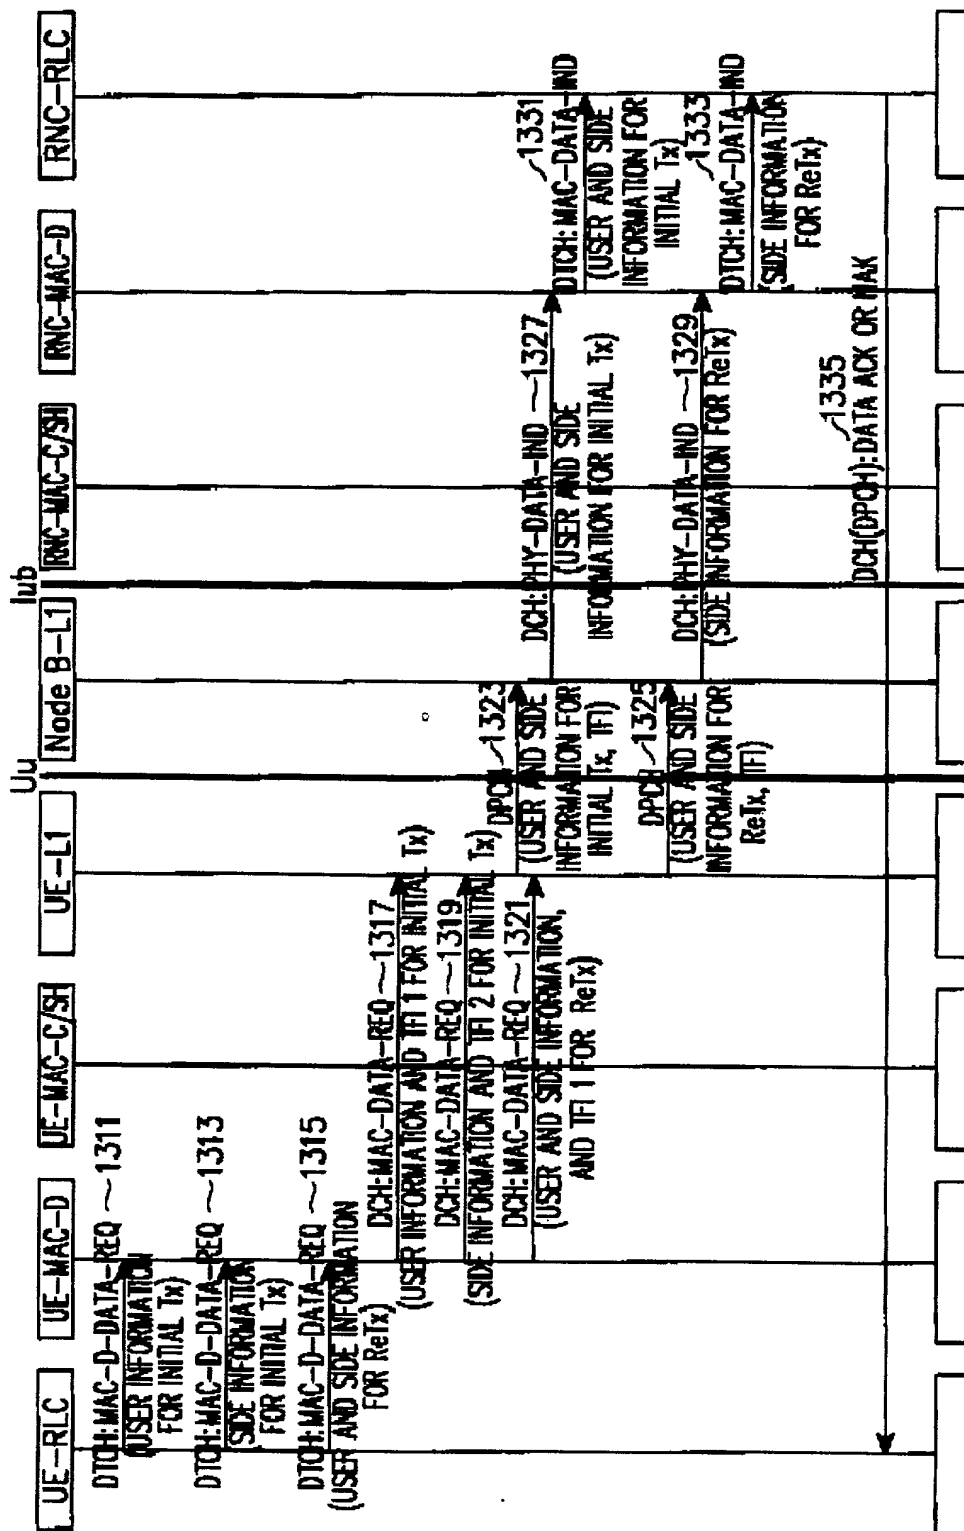 UE-RLC
UE-MAC-D
UE-MAC-C/SH
UE-L1
Uu
Node B-L1
Iub
RNC-MAC-C/SH
RNC-MAC-D
RNC-RLC
DTCH:MAC-D-DATA-REQ ~1311
(USER INFORMATION
FOR INITIAL Tx)
DTCH:MAC-D-DATA-REQ ~1313
(SIDE INFORMATION
FOR INITIAL Tx)
DTCH:MAC-D-DATA-REQ ~1315
(USER AND SIDE INFORMATION
FOR ReTx)
DCH:MAC-DATA-REQ ~1317
(USER INFORMATION AND TFI 1 FOR INITIAL Tx)
DCH:MAC-DATA-REQ ~1319
(SIDE INFORMATION AND TFI 2 FOR INITIAL Tx)
DCH:MAC-DATA-REQ ~1321
(USER AND SIDE INFORMATION,
AND TFI 1 FOR ReTx)
DPCH ~1323
(USER AND SIDE
INFORMATION FOR
INITIAL Tx, TFI)
DPCH ~1325
(USER AND SIDE
INFORMATION FOR
ReTx, TFI)
DCH:PHY-DATA-IND ~1327
(USER AND SIDE
INFORMATION FOR INITIAL Tx)
DCH:PHY-DATA-IND ~1329
(SIDE INFORMATION FOR ReTx)
~1331
DTCH:MAC-DATA-IND
(USER AND SIDE
INFORMATION FOR
INITIAL Tx)
~1333
DTCH:MAC-DATA-IND
(SIDE INFORMATION
FOR ReTx)
~1335
DCH(DPCH):DATA ACK OR NAK